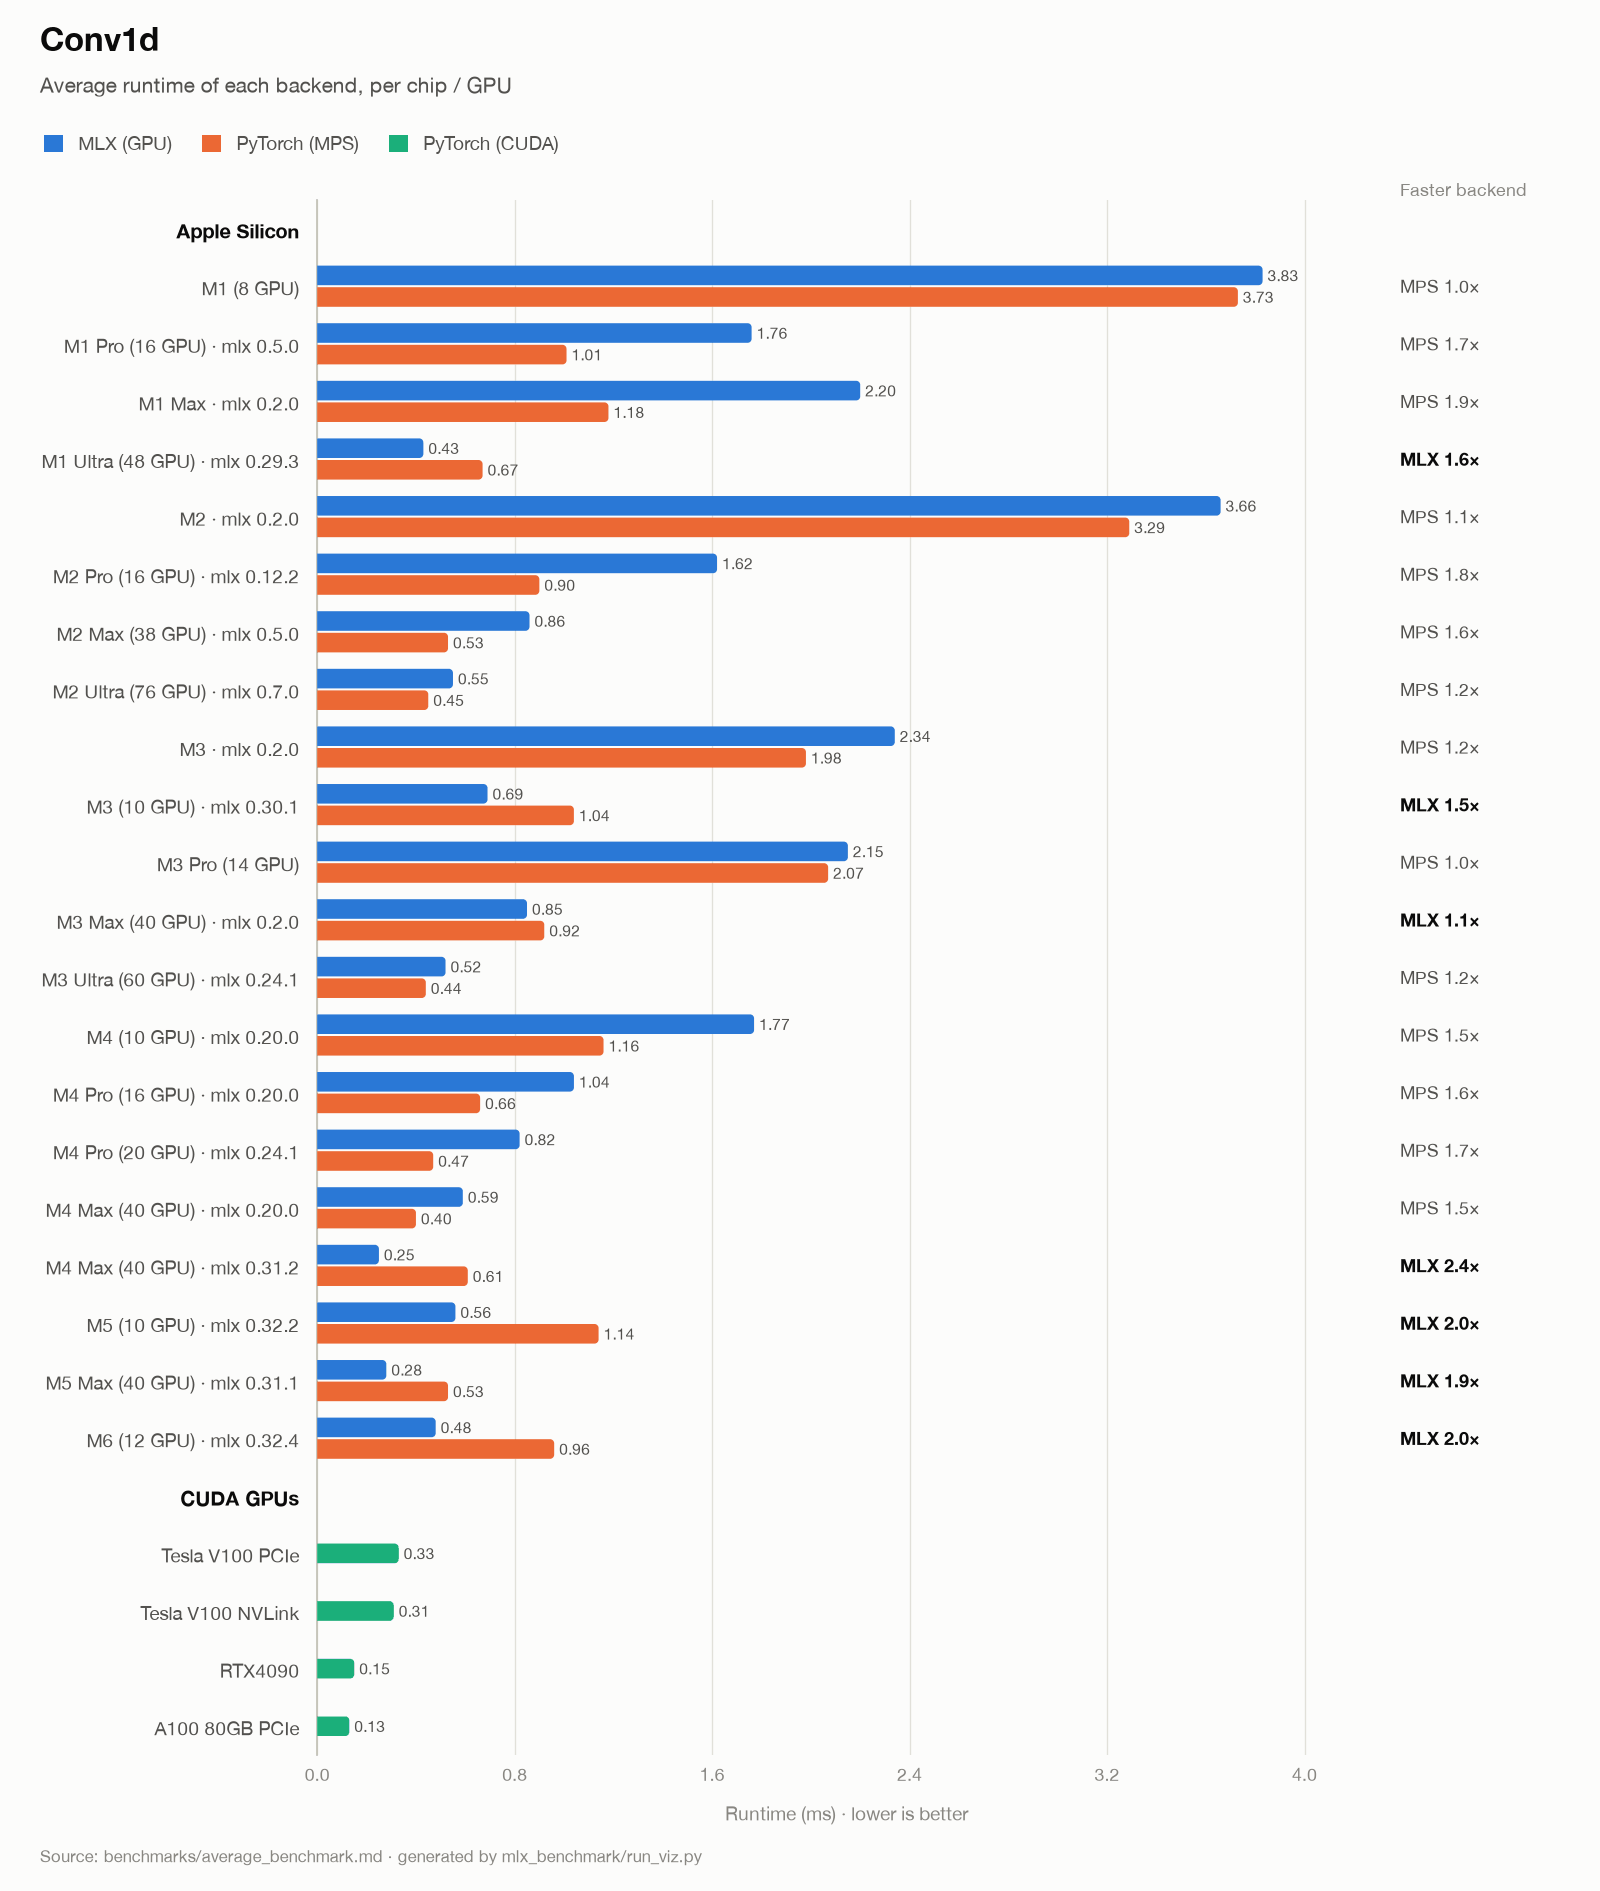 Conv1d
Average runtime of each backend, per chip / GPU
MLX (GPU) PyTorch (MPS) PyTorch (CUDA)
Faster backend
Apple Silicon
M1 (8 GPU) 3.83 3.73 MPS 1.0×
M1 Pro (16 GPU) · mlx 0.5.0 1.76 1.01 MPS 1.7×
M1 Max · mlx 0.2.0 2.20 1.18 MPS 1.9×
M1 Ultra (48 GPU) · mlx 0.29.3 0.43 0.67 MLX 1.6×
M2 · mlx 0.2.0 3.66 3.29 MPS 1.1×
M2 Pro (16 GPU) · mlx 0.12.2 1.62 0.90 MPS 1.8×
M2 Max (38 GPU) · mlx 0.5.0 0.86 0.53 MPS 1.6×
M2 Ultra (76 GPU) · mlx 0.7.0 0.55 0.45 MPS 1.2×
M3 · mlx 0.2.0 2.34 1.98 MPS 1.2×
M3 (10 GPU) · mlx 0.30.1 0.69 1.04 MLX 1.5×
M3 Pro (14 GPU) 2.15 2.07 MPS 1.0×
M3 Max (40 GPU) · mlx 0.2.0 0.85 0.92 MLX 1.1×
M3 Ultra (60 GPU) · mlx 0.24.1 0.52 0.44 MPS 1.2×
M4 (10 GPU) · mlx 0.20.0 1.77 1.16 MPS 1.5×
M4 Pro (16 GPU) · mlx 0.20.0 1.04 0.66 MPS 1.6×
M4 Pro (20 GPU) · mlx 0.24.1 0.82 0.47 MPS 1.7×
M4 Max (40 GPU) · mlx 0.20.0 0.59 0.40 MPS 1.5×
M4 Max (40 GPU) · mlx 0.31.2 0.25 0.61 MLX 2.4×
M5 (10 GPU) · mlx 0.32.2 0.56 1.14 MLX 2.0×
M5 Max (40 GPU) · mlx 0.31.1 0.28 0.53 MLX 1.9×
M6 (12 GPU) · mlx 0.32.4 0.48 0.96 MLX 2.0×
CUDA GPUs
Tesla V100 PCIe 0.33
Tesla V100 NVLink 0.31
RTX4090 0.15
A100 80GB PCIe 0.13
0.0 0.8 1.6 2.4 3.2 4.0
Runtime (ms) · lower is better
Source: benchmarks/average_benchmark.md · generated by mlx_benchmark/run_viz.py